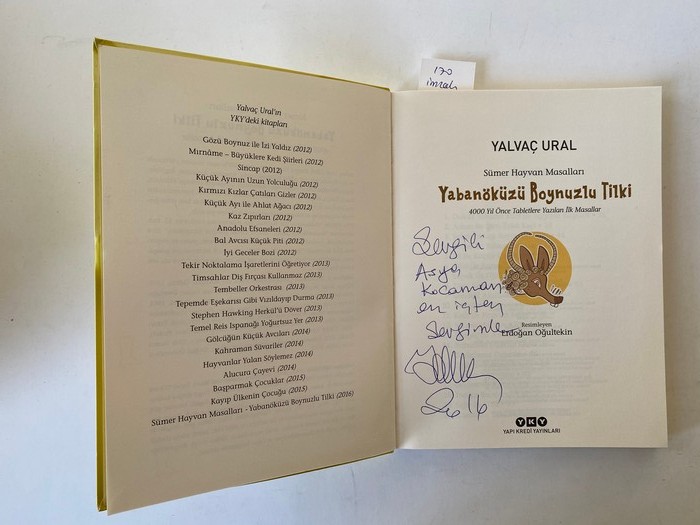 Yalvaç Ural'ın
YKY'deki kitapları
Gözü Boynuz ile İzi Yaldız (2012)
Mırnâme – Büyüklere Kedi Şiirleri (2012)
Sincap (2012)
Küçük Ayının Uzun Yolculuğu (2012)
Kırmızı Kızlar Çatıları Gizler (2012)
Küçük Ayı ile Ahlat Ağacı (2012)
Kaz Zıpırları (2012)
Anadolu Efsaneleri (2012)
Bal Avcısı Küçük Piti (2012)
İyi Geceler Bozi (2012)
Tekir Noktalama İşaretlerini Öğretiyor (2013)
Timsahlar Diş Fırçası Kullanmaz (2013)
Tembeller Orkestrası (2013)
Tepemde Eşekarısı Gibi Vızıldayıp Durma (2013)
Stephen Hawking Herkül'ü Döver (2013)
Temel Reis Ispanağı Yoğurtsuz Yer (2013)
Gölcüğün Küçük Avcıları (2014)
Kahraman Süvariler (2014)
Hayvanlar Yalan Söylemez (2014)
Alucura Çayevi (2014)
Başparmak Çocuklar (2015)
Kayıp Ülkenin Çocuğu (2015)
Sümer Hayvan Masalları - Yabanöküzü Boynuzlu Tilki (2016)
170
imzalı
YALVAÇ URAL
Sümer Hayvan Masalları
Yabanöküzü Boynuzlu Tilki
4000 Yıl Önce Tabletlere Yazılan İlk Masallar
Sevgili
Asya
Kocaman
en içten
sevgimle
2016
Resimleyen
Erdoğan Oğultekin
YKY
YAPI KREDİ YAYINLARI